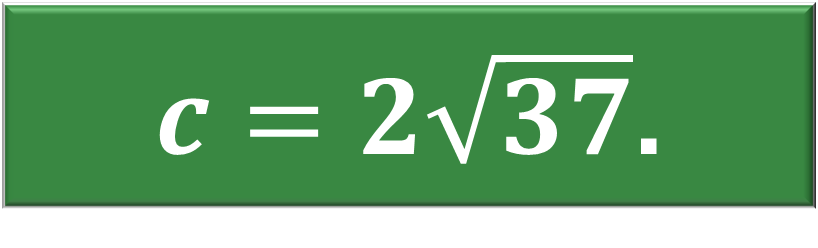 c = 2√37.